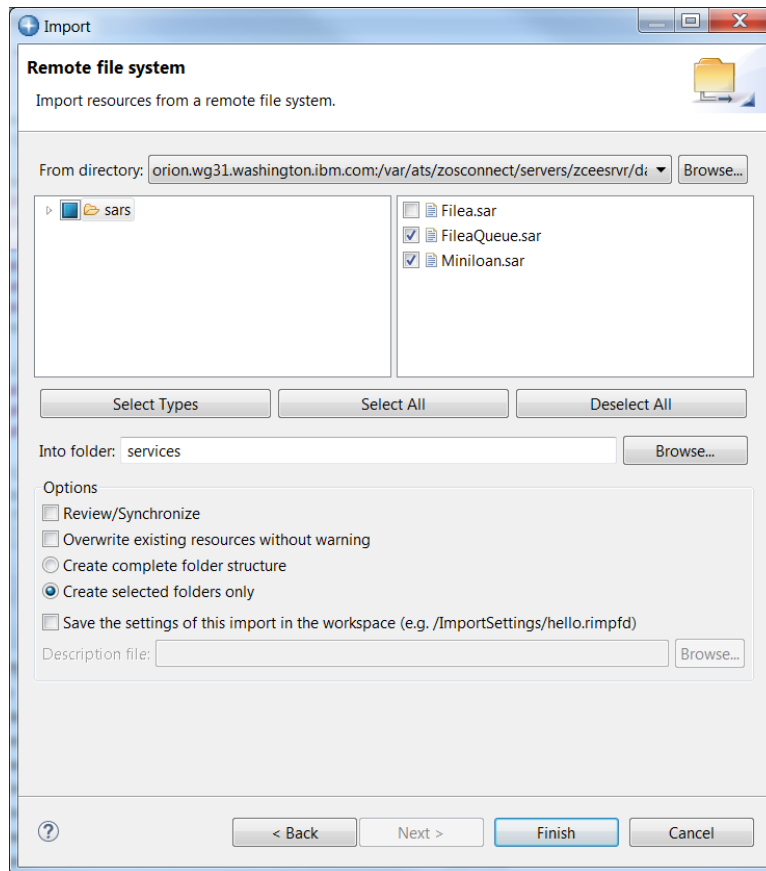 Import
Remote file system
Import resources from a remote file system.
From directory: orion.wg31.washington.ibm.com:/var/ats/zosconnect/servers/zceesrvr/da Browse...
sars
Filea.sar
FileaQueue.sar
Miniloan.sar
Select Types Select All Deselect All
Into folder: services Browse...
Options
Review/Synchronize
Overwrite existing resources without warning
Create complete folder structure
Create selected folders only
Save the settings of this import in the workspace (e.g. /ImportSettings/hello.rimpfd)
Description file: Browse...
? < Back Next > Finish Cancel